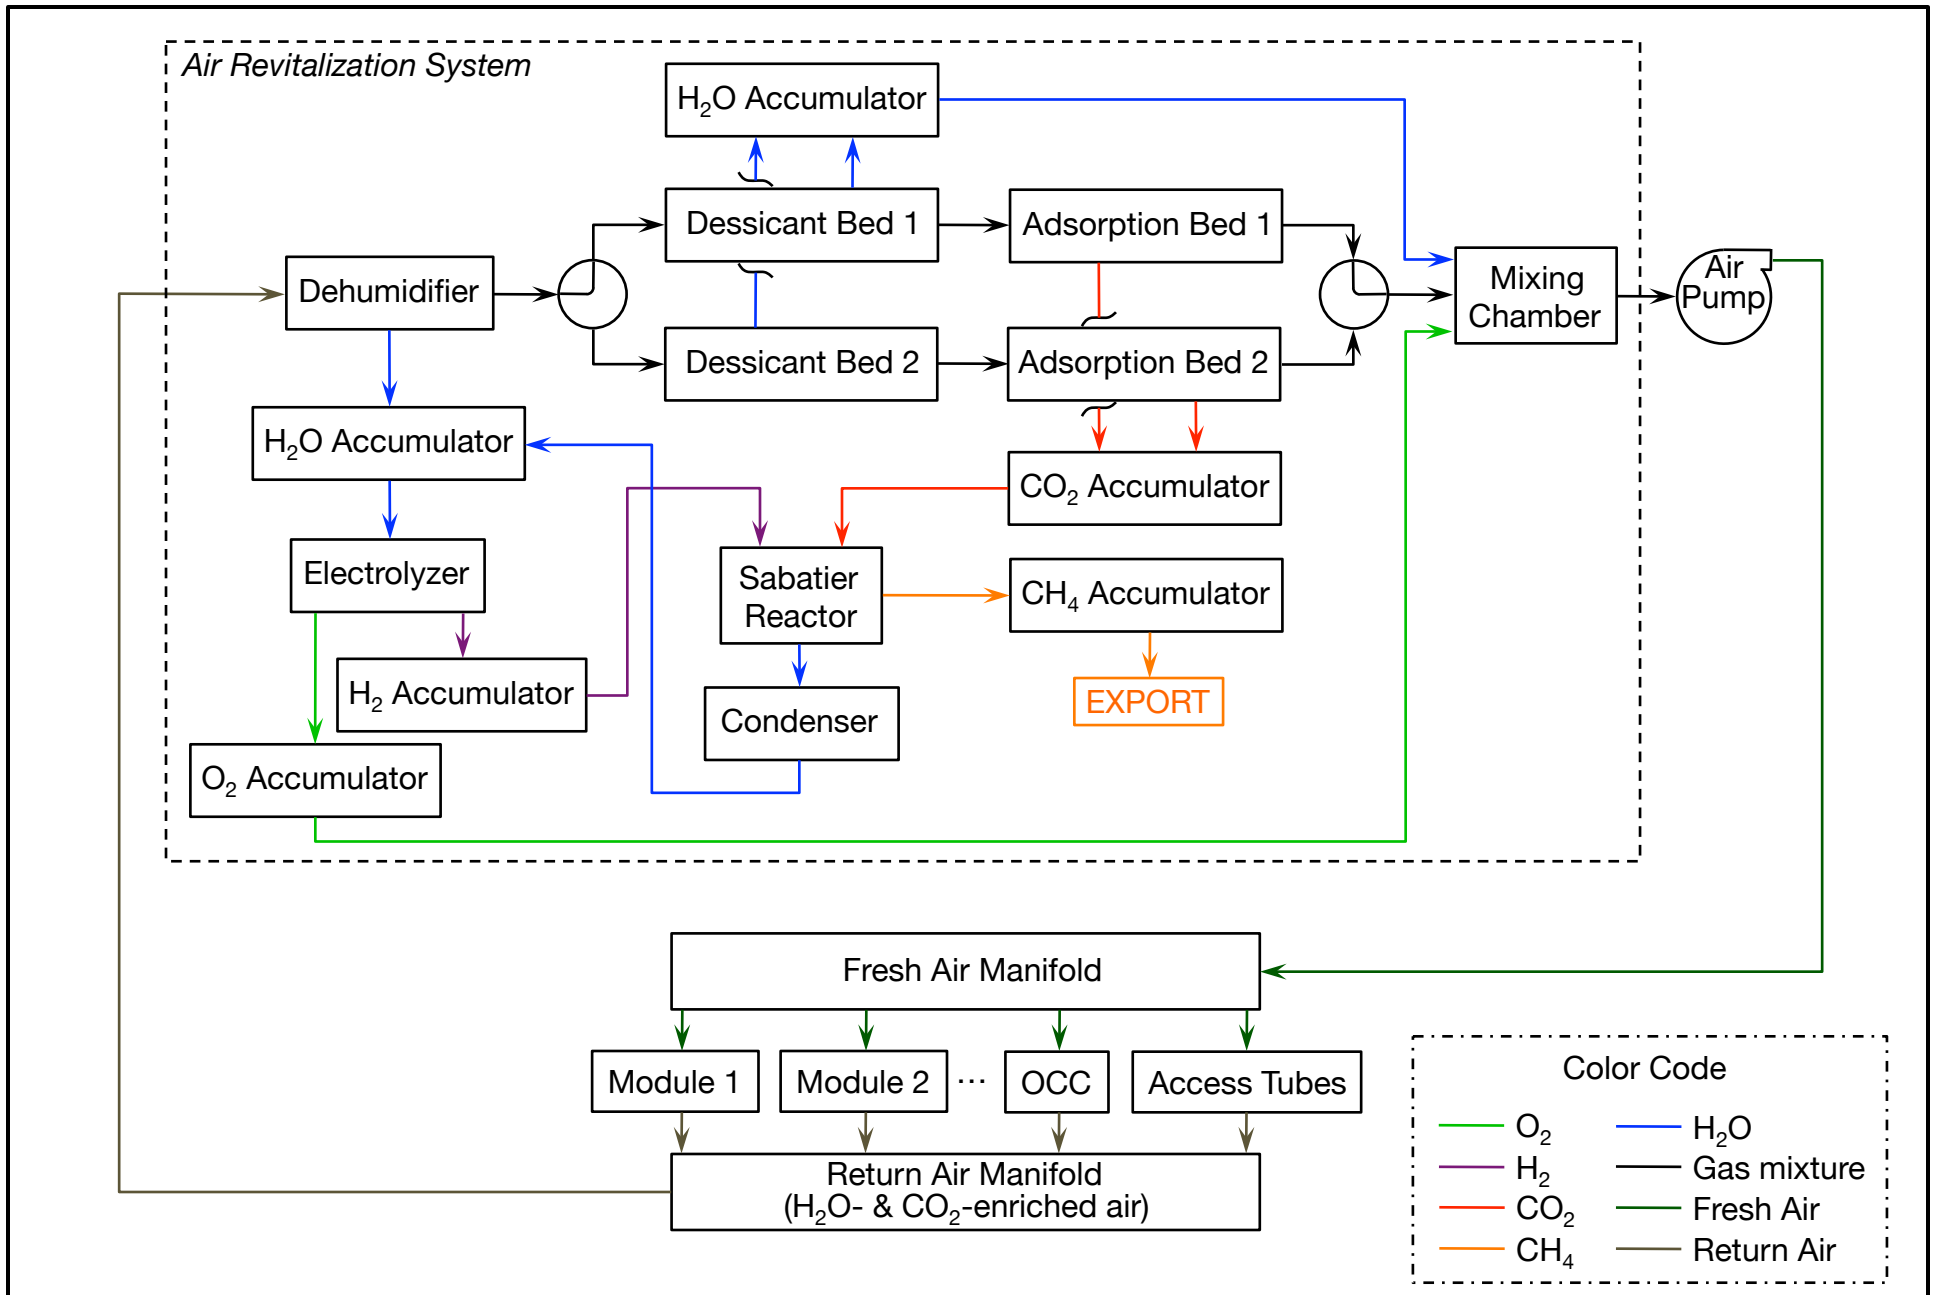 Air Revitalization System
H₂O Accumulator
Dessicant Bed 1
Adsorption Bed 1
Dehumidifier
Mixing
Chamber
Air
Pump
Dessicant Bed 2
Adsorption Bed 2
H₂O Accumulator
CO₂ Accumulator
Electrolyzer
Sabatier
Reactor
CH₄ Accumulator
H₂ Accumulator
EXPORT
Condenser
O₂ Accumulator
Fresh Air Manifold
Module 1
Module 2
...
OCC
Access Tubes
Return Air Manifold
(H₂O- & CO₂-enriched air)
Color Code
O₂
H₂O
H₂
Gas mixture
CO₂
Fresh Air
CH₄
Return Air